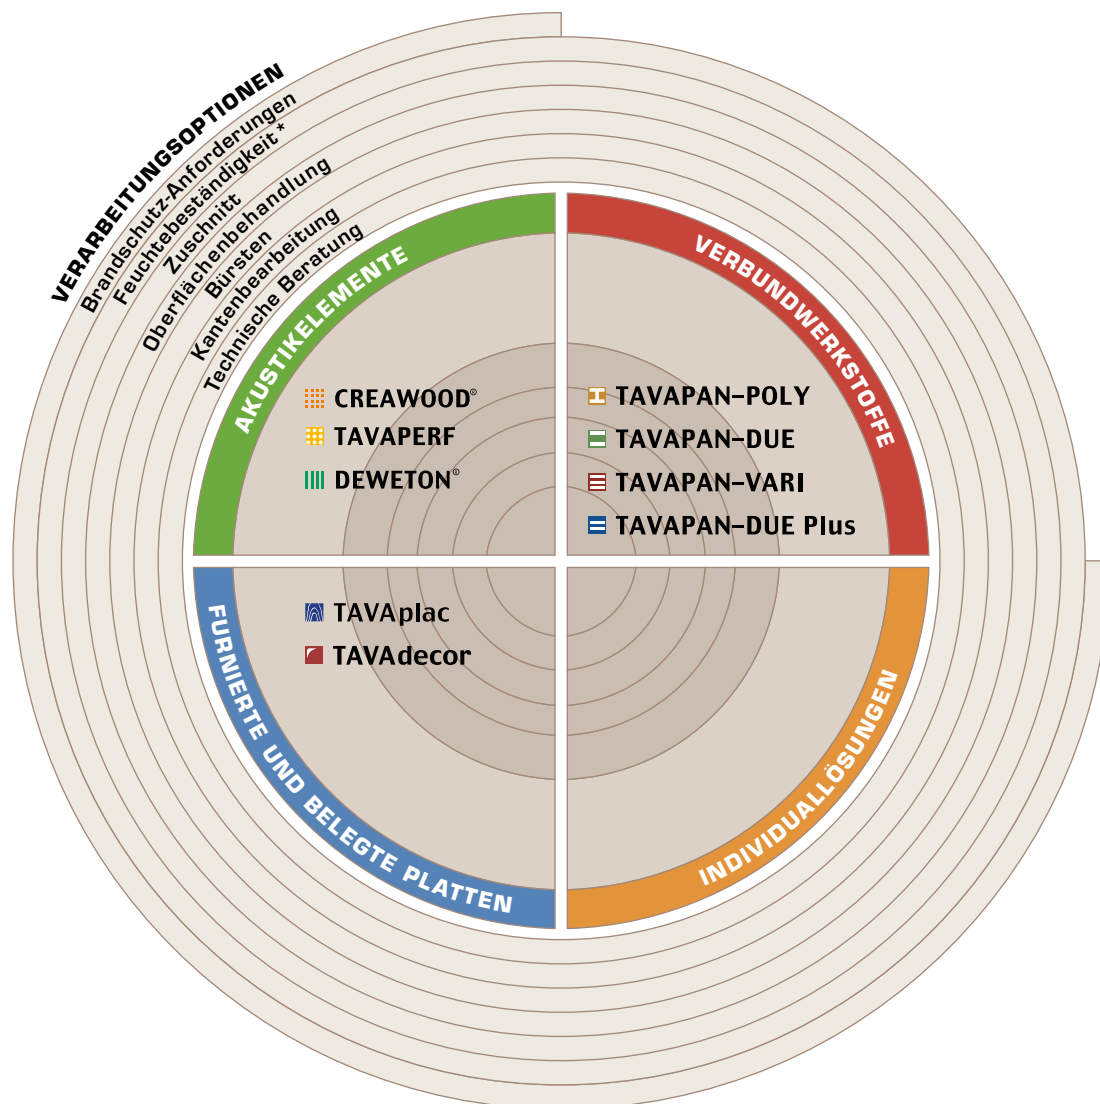 VERARBEITUNGSOPTIONEN
Brandschutz-Anforderungen
Feuchtebeständigkeit*
Zuschnitt
Oberflächenbehandlung
Bürsten
Kantenbearbeitung
Technische Beratung
AKUSTIKELEMENTE
CREAWOOD®
TAVAPERF
DEWETON®
VERBUNDWERKSTOFFE
TAVAPAN-POLY
TAVAPAN-DUE
TAVAPAN-VARI
TAVAPAN-DUE Plus
FURNIERTE UND BELEGTE PLATTEN
TAVAplac
TAVAdecor
INDIVIDUALLÖSUNGEN